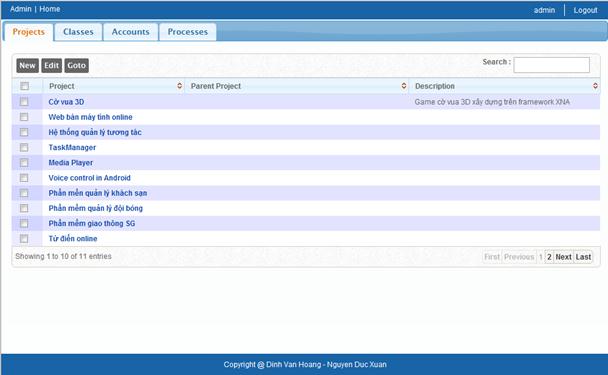 Admin | Home admin Logout
Projects Classes Accounts Processes
New Edit Goto Search :
Project Parent Project Description
Cờ vua 3D Game cờ vua 3D xấy dựng trên framework XNA
Web bán máy tính online
Hệ thống quản lý tương tác
TaskManager
Media Player
Voice control in Android
Phần mền quản lý khách sạn
Phần mềm quản lý đội bóng
Phần mềm giao thông SG
Từ điển online
Showing 1 to 10 of 11 entries First Previous 1 2 Next Last
Copyright @ Dinh Van Hoang - Nguyen Duc Xuan